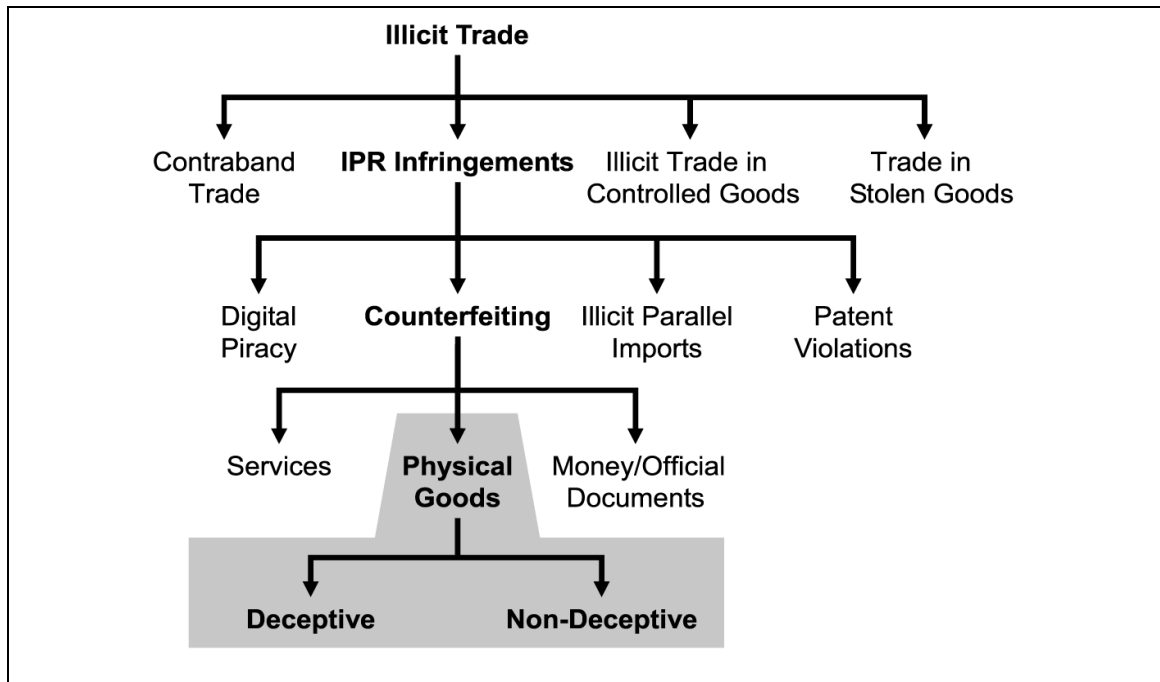 Illicit Trade
Contraband
Trade
IPR Infringements
Illicit Trade in
Controlled Goods
Trade in
Stolen Goods
Digital
Piracy
Counterfeiting
Illicit Parallel
Imports
Patent
Violations
Services
Physical
Goods
Money/Official
Documents
Deceptive
Non-Deceptive